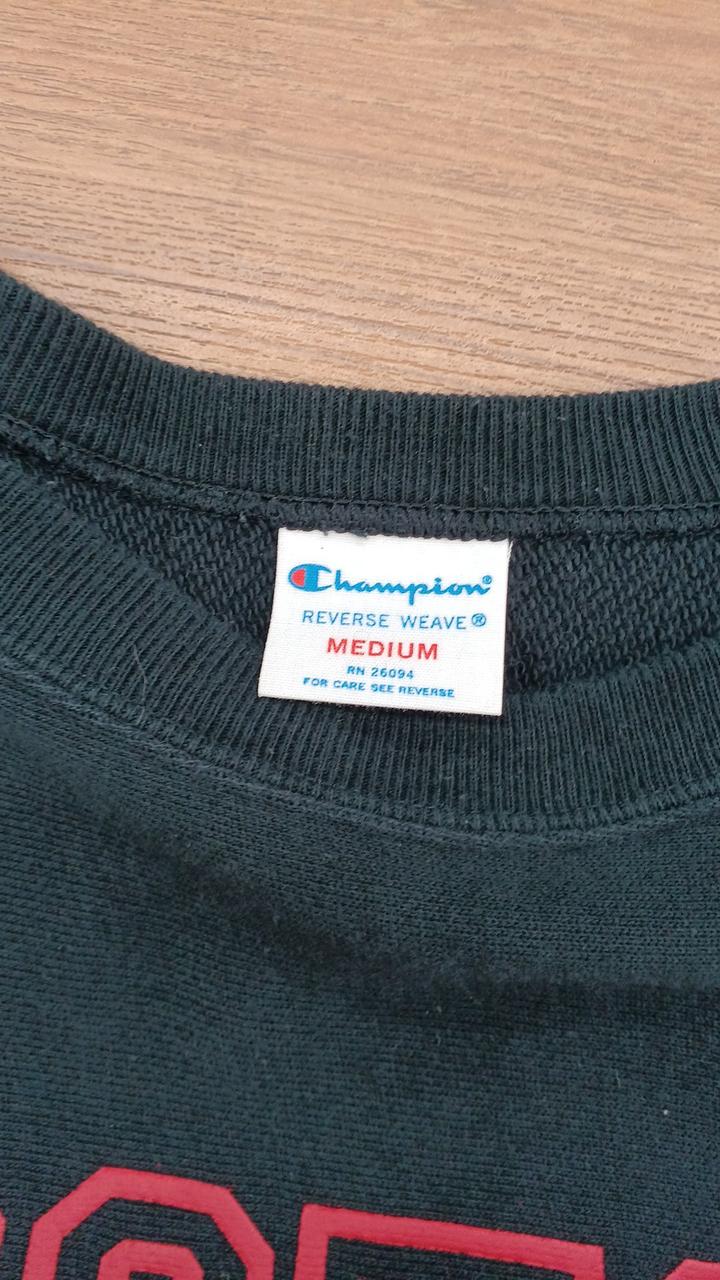 Champion®
REVERSE WEAVE®
MEDIUM
RN 26094
FOR CARE SEE REVERSE